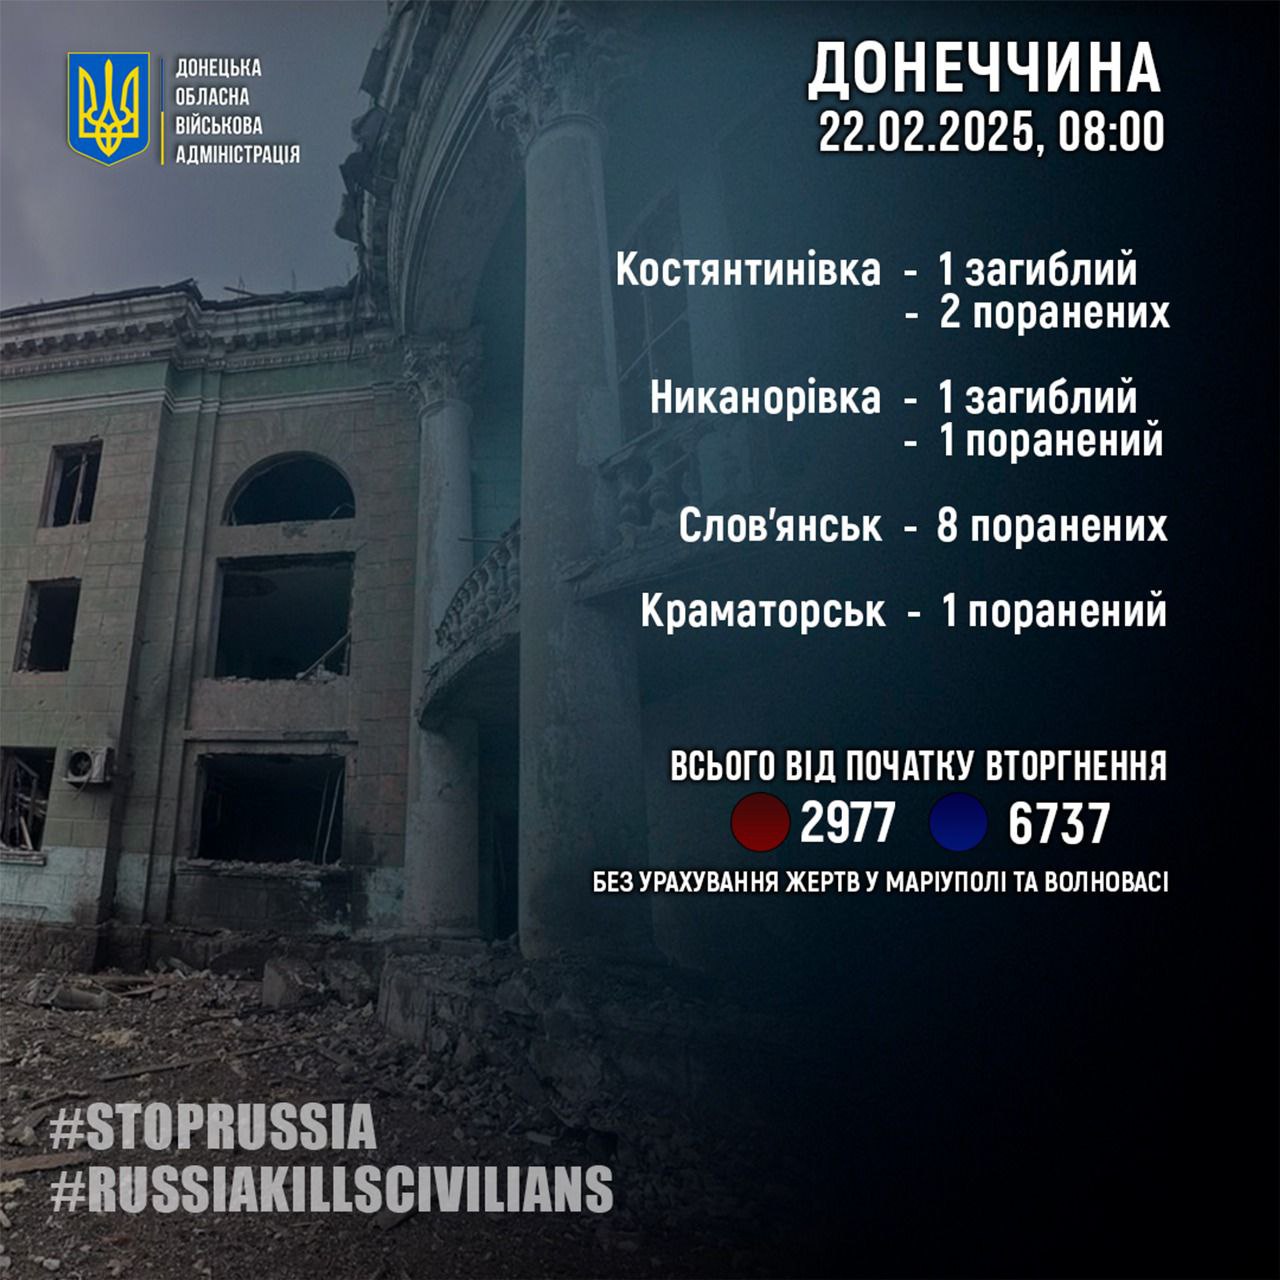 ДОНЕЦЬКА
ОБЛАСНА
ВІЙСЬКОВА
АДМІНІСТРАЦІЯ
ДОНЕЧЧИНА
22.02.2025, 08:00
Костянтинівка - 1 загиблий
- 2 поранених
Никанорівка - 1 загиблий
- 1 поранений
Слов'янськ - 8 поранених
Краматорськ - 1 поранений
ВСЬОГО ВІД ПОЧАТКУ ВТОРГНЕННЯ
2977 6737
БЕЗ УРАХУВАННЯ ЖЕРТВ У МАРІУПОЛІ ТА ВОЛНОВАСІ
#STOPRUSSIA
#RUSSIAKILLSCIVILIANS